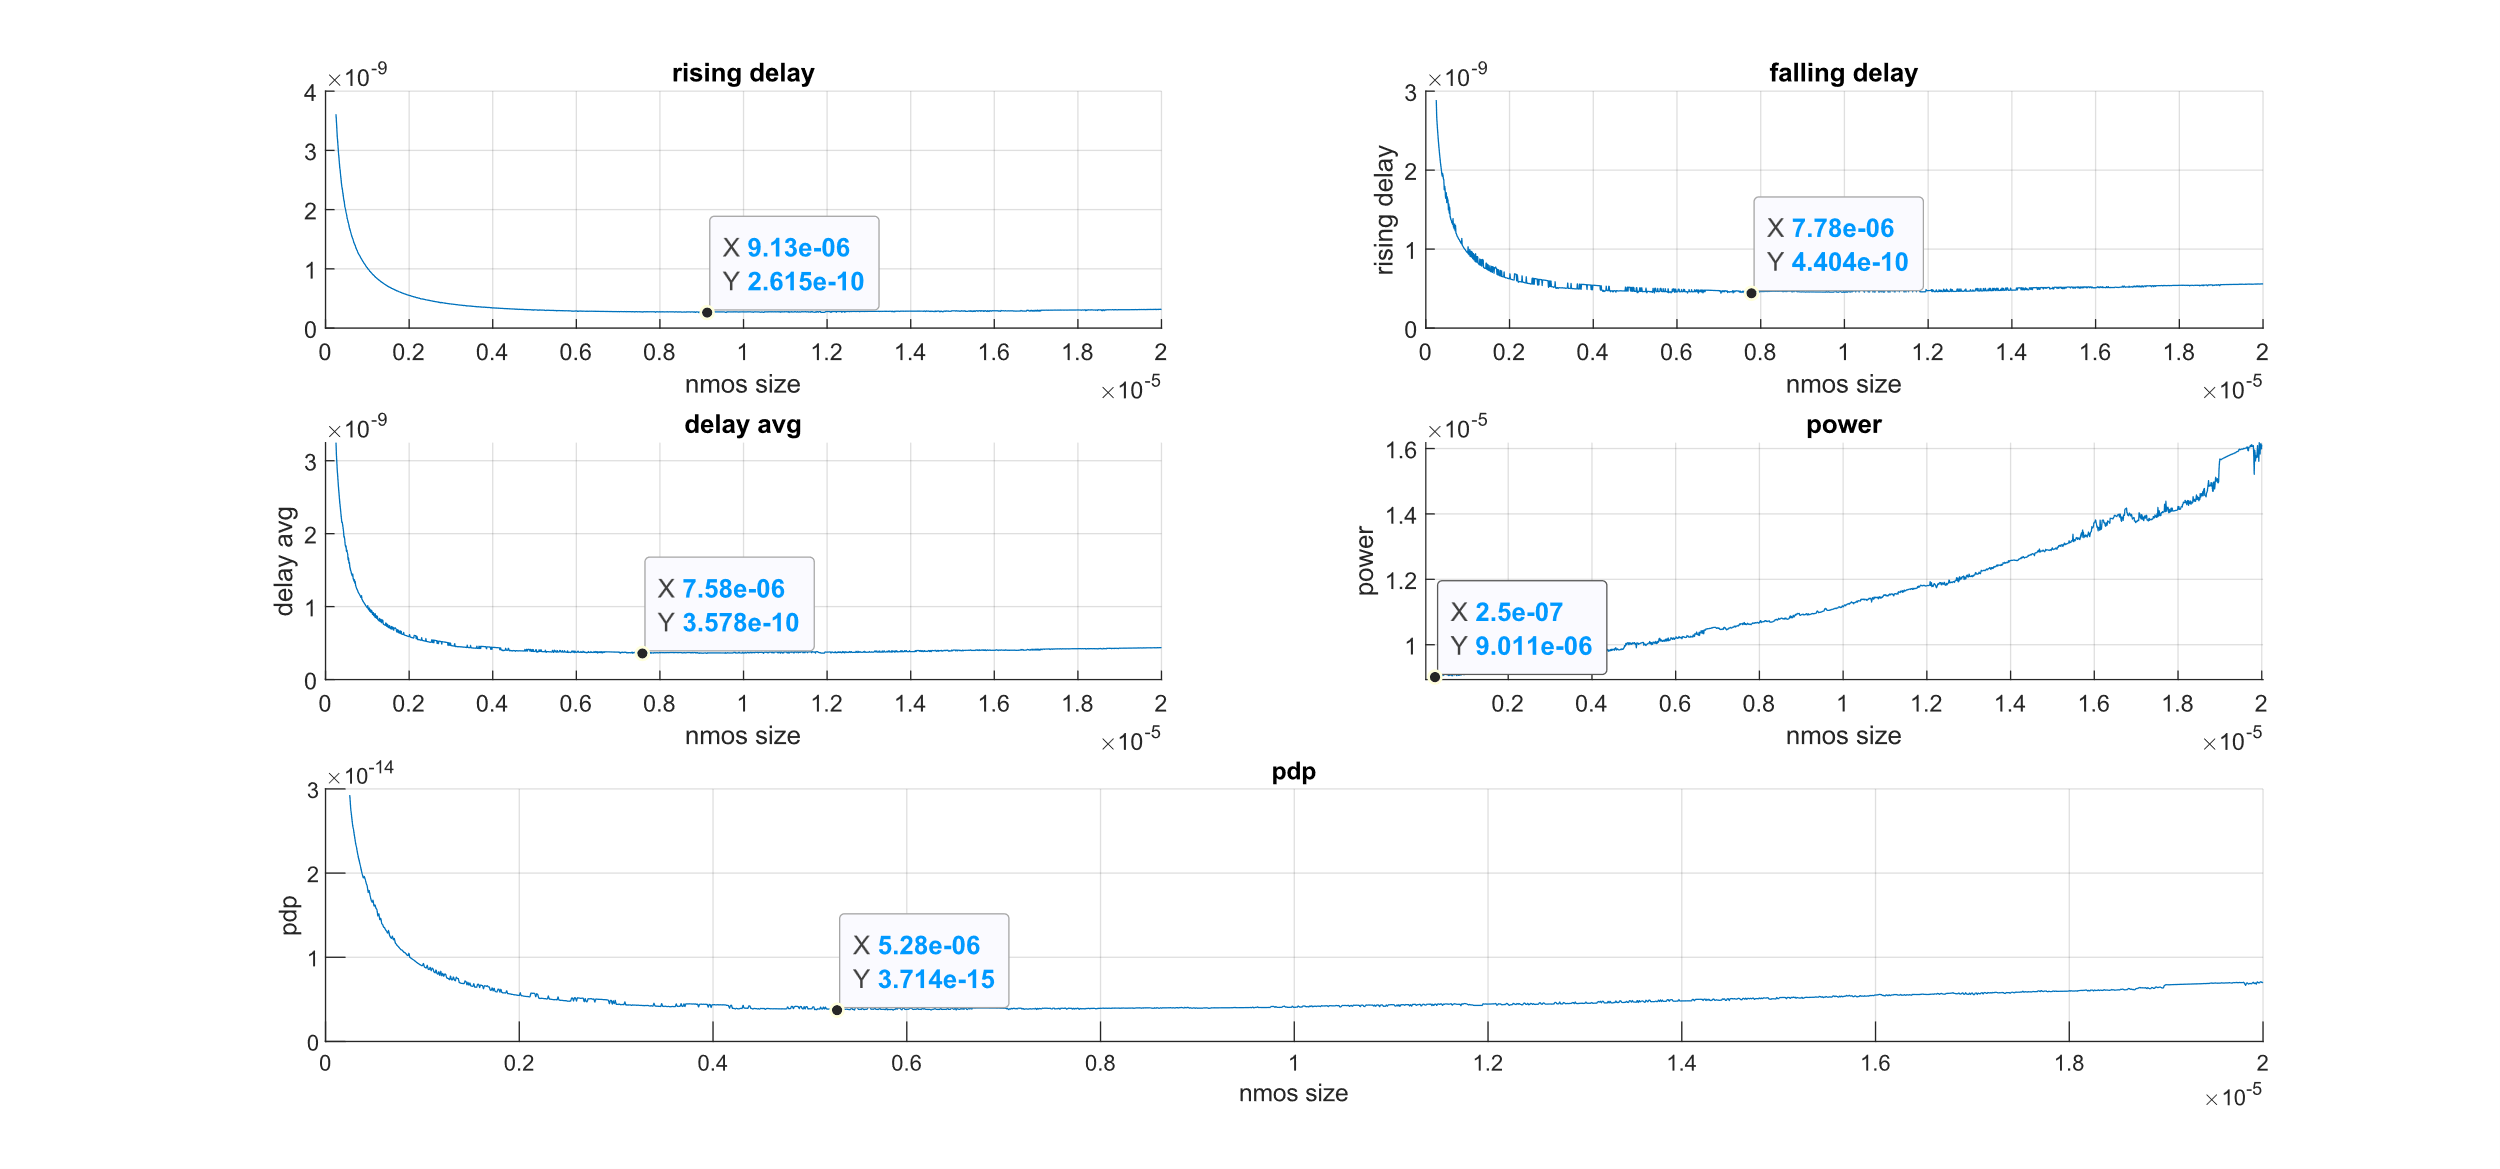 rising delay
×10-9
4
3
2
1
0
X 9.13e-06
Y 2.615e-10
0 0.2 0.4 0.6 0.8 1 1.2 1.4 1.6 1.8 2
nmos size
×10-5
falling delay
×10-9
rising delay
3
2
1
0
X 7.78e-06
Y 4.404e-10
0 0.2 0.4 0.6 0.8 1 1.2 1.4 1.6 1.8 2
nmos size
×10-5
delay avg
×10-9
delay avg
3
2
1
0
X 7.58e-06
Y 3.578e-10
0 0.2 0.4 0.6 0.8 1 1.2 1.4 1.6 1.8 2
nmos size
×10-5
power
×10-5
power
1.6
1.4
1.2
1
X 2.5e-07
Y 9.011e-06
0.2 0.4 0.6 0.8 1 1.2 1.4 1.6 1.8 2
nmos size
×10-5
pdp
×10-14
pdp
3
2
1
0
X 5.28e-06
Y 3.714e-15
0 0.2 0.4 0.6 0.8 1 1.2 1.4 1.6 1.8 2
nmos size
×10-5